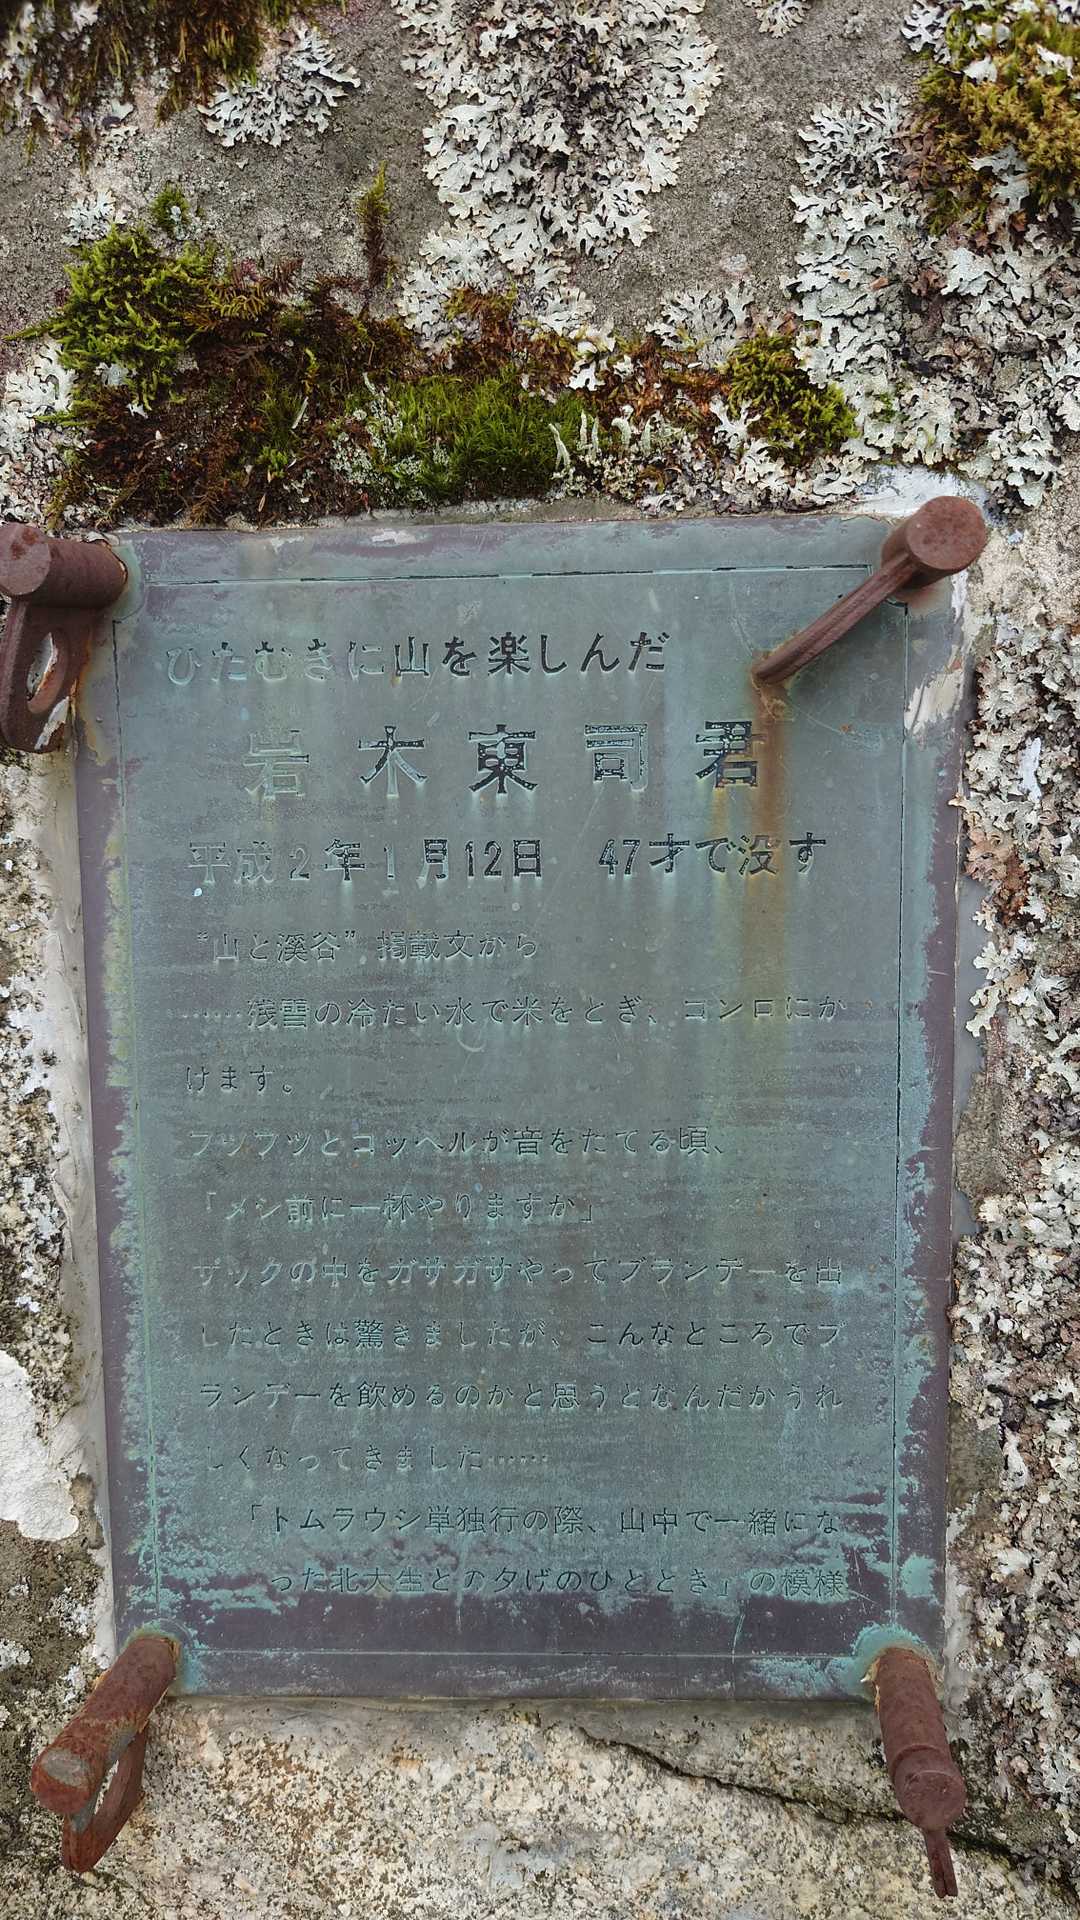 ひたむきに山を楽しんだ
岩木東司君
平成2年1月12日 47才で没す
“山と溪谷”掲載文から
……残雪の冷たい水で米をとぎ、コンロにか
けます。
フツフツとコッヘルが音をたてる頃、
「メシ前に一杯やりますか」
ザックの中をガサガサやってブランデーを出
したときは驚きましたが、こんなところでブ
ランデーを飲めるのかと思うとなんだかうれ
しくなってきました……
「トムラウシ単独行の際、山中で一緒にな
った北大生との夕げのひととき」の模様